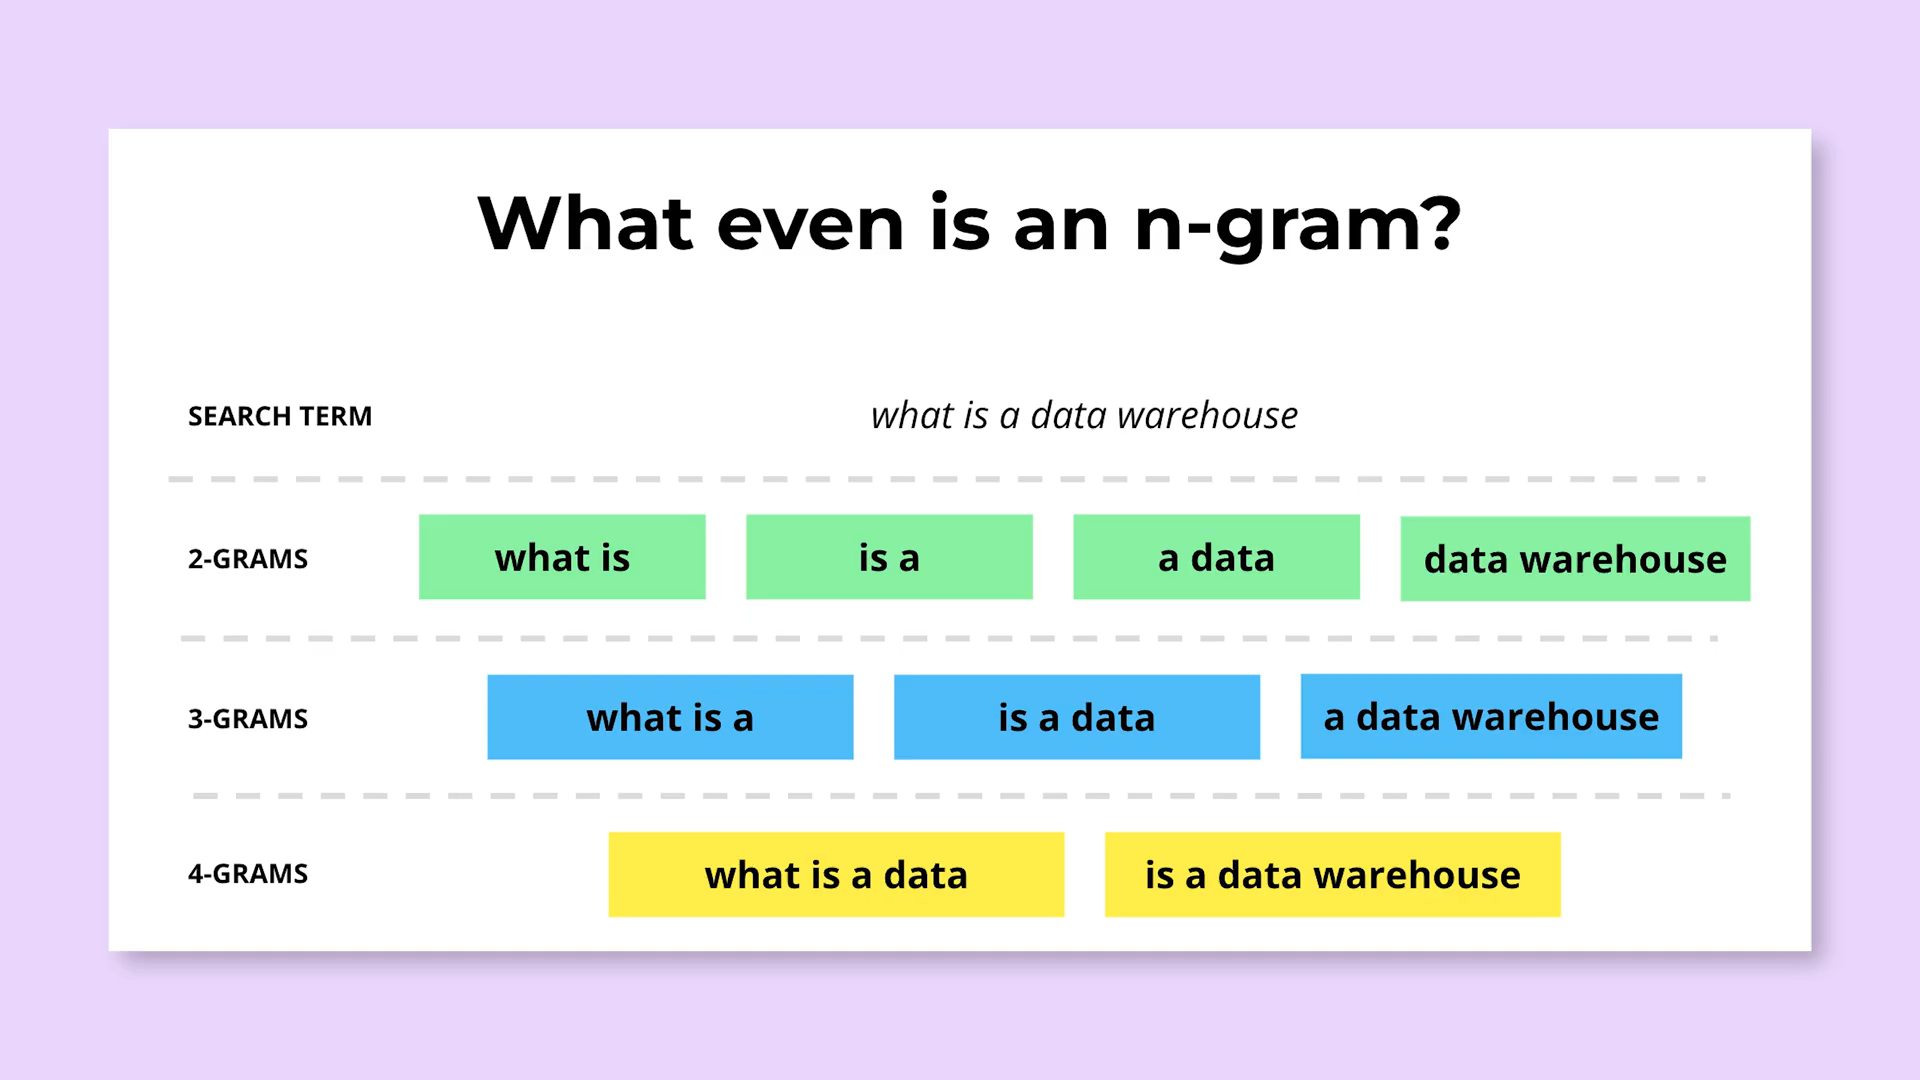 What even is an n-gram?
SEARCH TERM what is a data warehouse
2-GRAMS what is is a a data data warehouse
3-GRAMS what is a is a data a data warehouse
4-GRAMS what is a data is a data warehouse